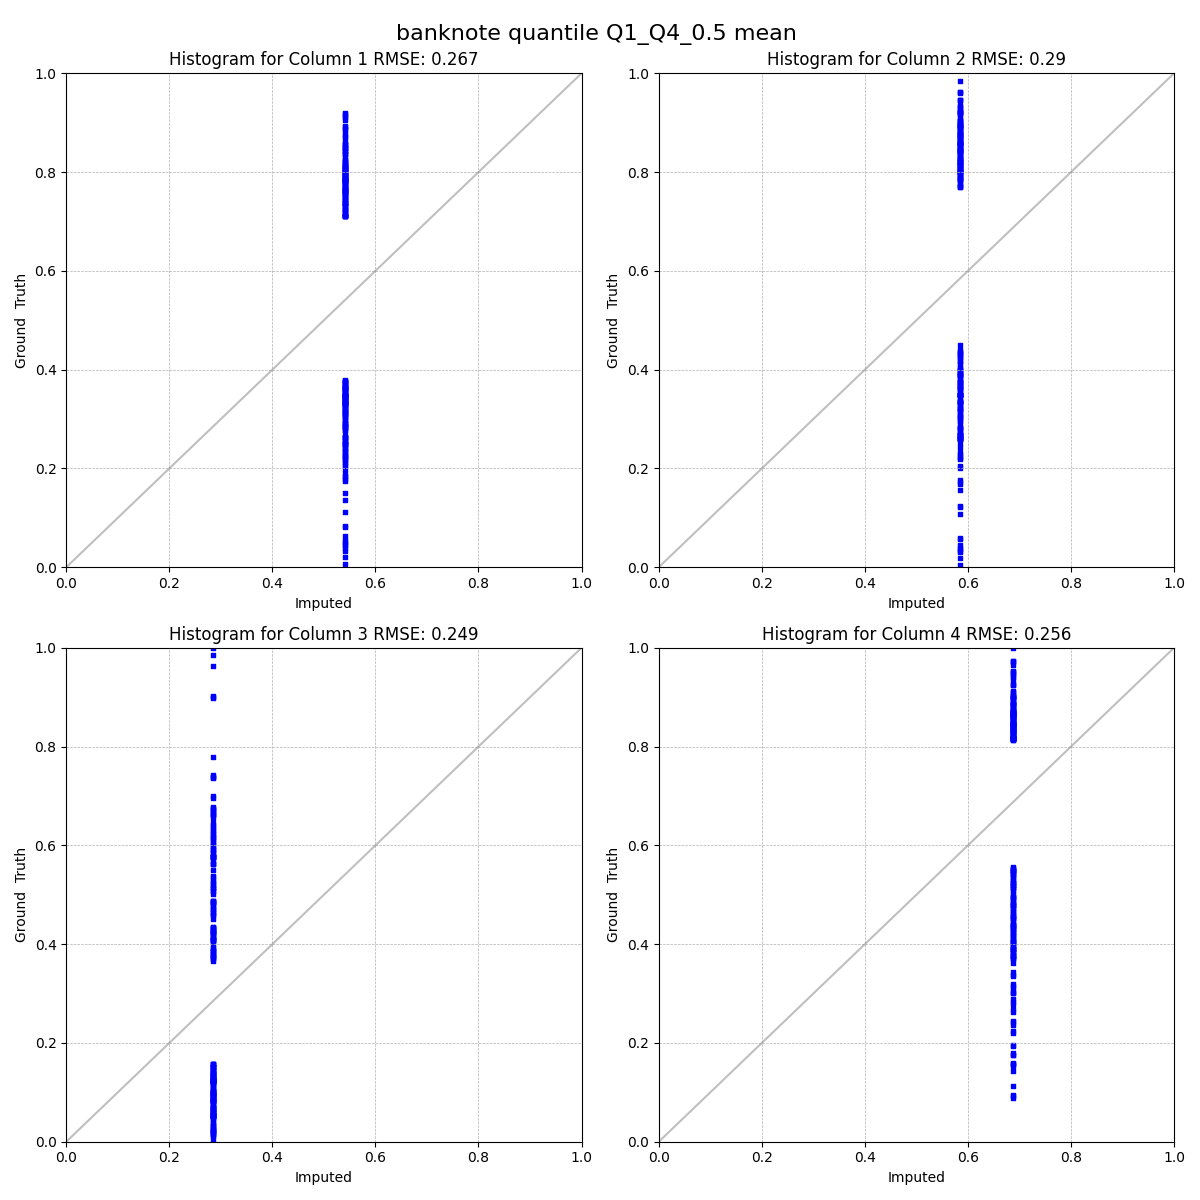 banknote quantile Q1_Q4_0.5 mean
Histogram for Column 1 RMSE: 0.267
1.0
0.8
0.6
0.4
0.2
0.0
Ground Truth
0.0 0.2 0.4 0.6 0.8 1.0
Imputed
Histogram for Column 2 RMSE: 0.29
1.0
0.8
0.6
0.4
0.2
0.0
Ground Truth
0.0 0.2 0.4 0.6 0.8 1.0
Imputed
Histogram for Column 3 RMSE: 0.249
1.0
0.8
0.6
0.4
0.2
0.0
Ground Truth
0.0 0.2 0.4 0.6 0.8 1.0
Imputed
Histogram for Column 4 RMSE: 0.256
1.0
0.8
0.6
0.4
0.2
0.0
Ground Truth
0.0 0.2 0.4 0.6 0.8 1.0
Imputed